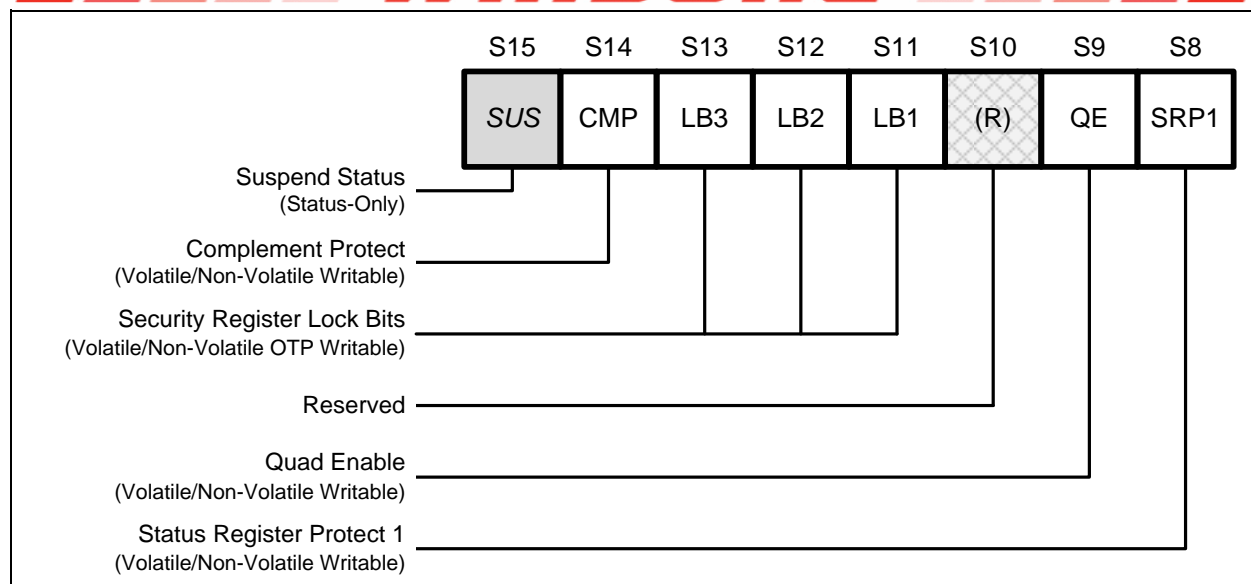 S15 S14 S13 S12 S11 S10 S9 S8
SUS CMP LB3 LB2 LB1 (R) QE SRP1
Suspend Status
(Status-Only)
Complement Protect
(Volatile/Non-Volatile Writable)
Security Register Lock Bits
(Volatile/Non-Volatile OTP Writable)
Reserved
Quad Enable
(Volatile/Non-Volatile Writable)
Status Register Protect 1
(Volatile/Non-Volatile Writable)